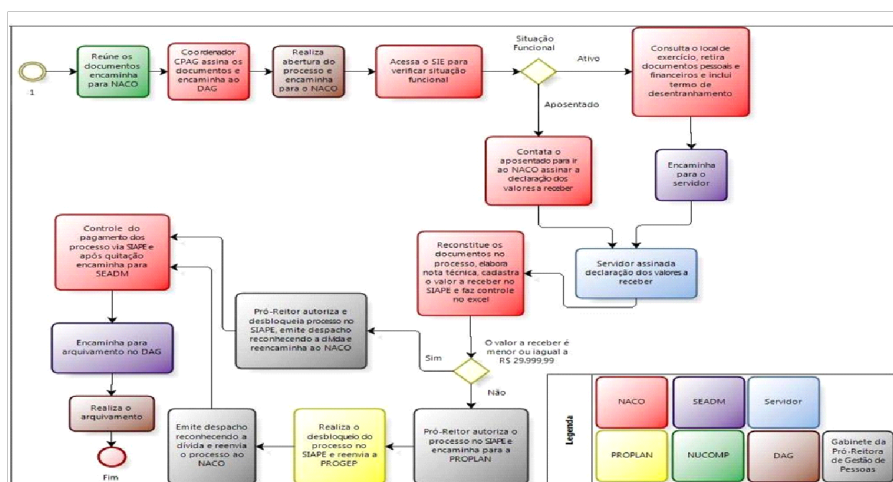 Reúne os
documentos
encaminha
para NACO
Coordenador
CPAG assina os
documentos e
encaminha ao
DAG
Realiza
abertura do
processo e
encaminha
para o NACO
Acessa o SIE para
verificar situação
funcional
Situação
Funcional
Ativo
Aposentado
Consulta o local de
exercício, retira
documentos pessoais e
financeiros e inclui
termo de
desentranhamento
1
Contata o
aposentado para ir
ao NACO assinar a
declaração dos
valores a receber
Encaminha
para o
servidor
Servidor assinada
declaração dos valores a
receber
Reconstitue os
documentos no
processo, elabora
nota técnica, cadastra
o valor a receber no
SIAPE e faz controle
no excel
Controle do
pagamento dos
processo via SIAPE e
após quitação
encaminha para
SEADM
Pró-Reitor autoriza e
desbloqueia processo no
SIAPE, emite despacho
reconhecendo a dívida e
reencaminha ao NACO
O valor a receber é
menor ou iagual a
R$ 29.999,99
Sim
Não
Encaminha para
arquivamento no DAG
Realiza o
arquivamento
Fim
Emite despacho
reconhecendo a
dívida e reenvia
o processo ao
NACO
Realiza o
desbloqueio do
processo no
SIAPE e reenvia a
PROGEP
Pró-Reitor autoriza o
processo no SIAPE e
encaminha para a
PROPLAN
Legenda
NACO
SEADM
Servidor
PROPLAN
NUCOMP
DAG
Gabinete da
Pró-Reitora
de Gestão de
Pessoas